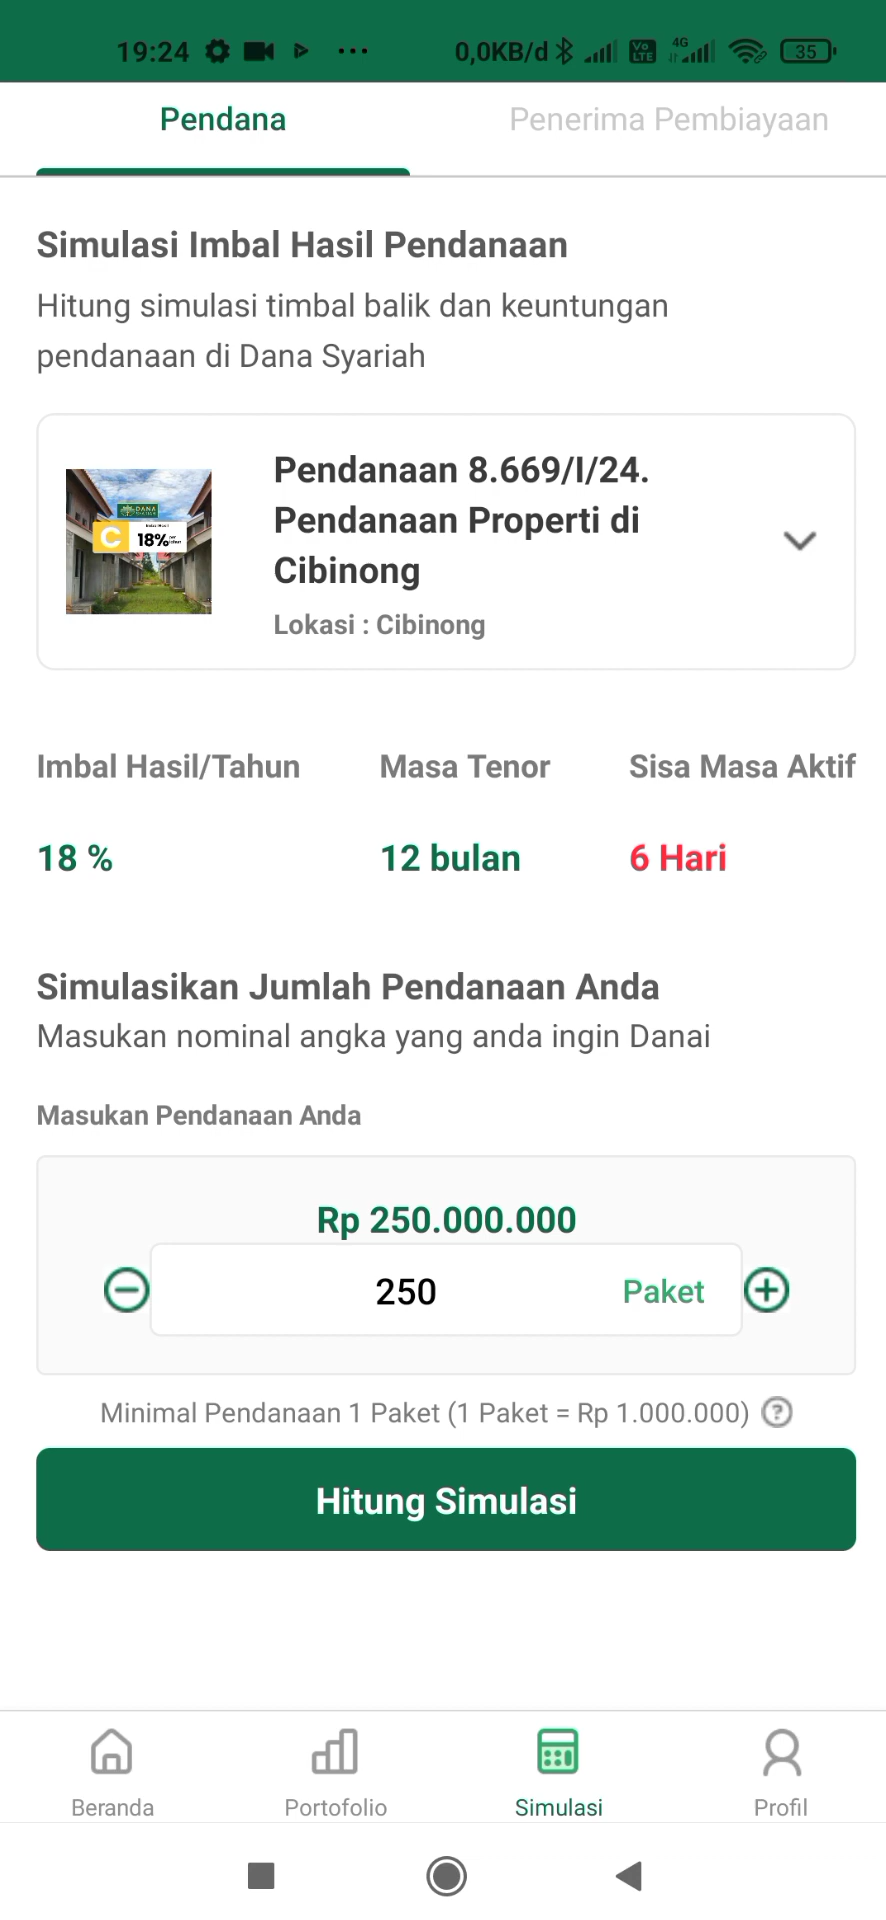 19:24
0,0KB/d
Vo
LTE
4G
35
Pendana
Penerima Pembiayaan
Simulasi Imbal Hasil Pendanaan
Hitung simulasi timbal balik dan keuntungan
pendanaan di Dana Syariah
DANA
C
18%
Pendanaan 8.669/I/24.
Pendanaan Properti di
Cibinong
Lokasi : Cibinong
Imbal Hasil/Tahun
Masa Tenor
Sisa Masa Aktif
18 %
12 bulan
6 Hari
Simulasikan Jumlah Pendanaan Anda
Masukan nominal angka yang anda ingin Danai
Masukan Pendanaan Anda
Rp 250.000.000
250
Paket
Minimal Pendanaan 1 Paket (1 Paket = Rp 1.000.000) ?
Hitung Simulasi
Beranda
Portofolio
Simulasi
Profil